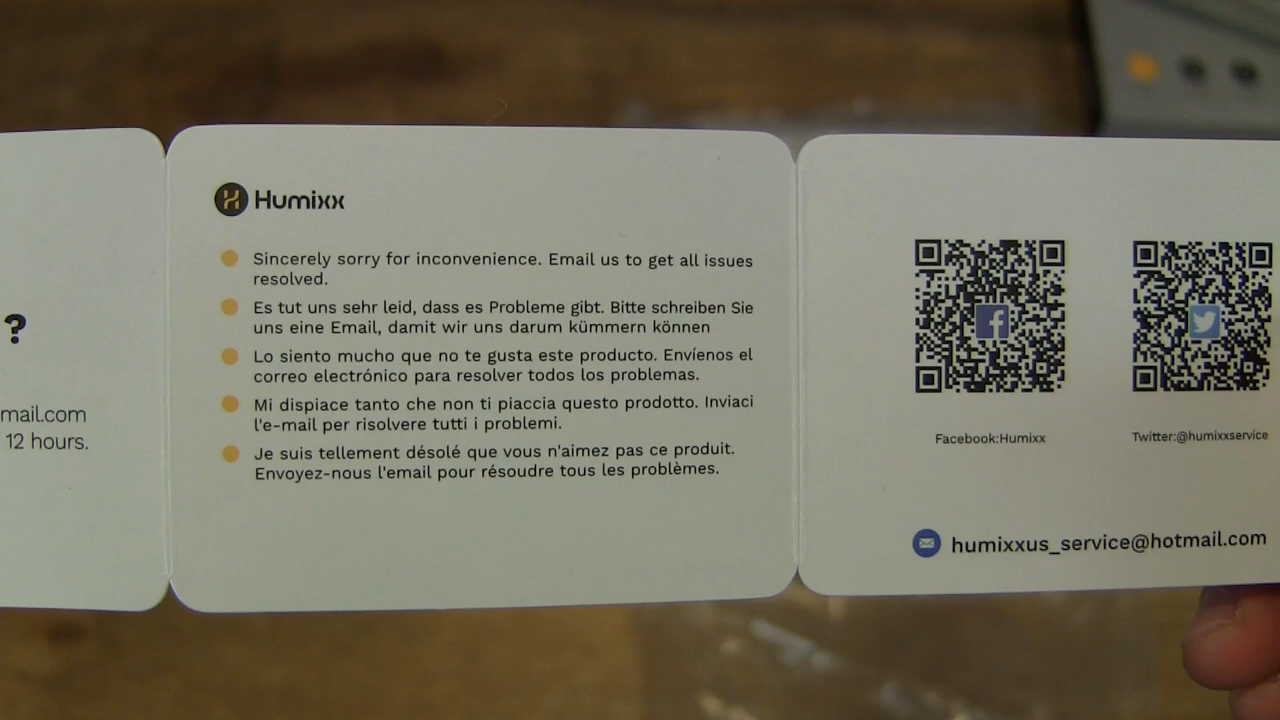 ?
mail.com
12 hours.
Humixx
Sincerely sorry for inconvenience. Email us to get all issues
resolved.
Es tut uns sehr leid, dass es Probleme gibt. Bitte schreiben Sie
uns eine Email, damit wir uns darum kümmern können
Lo siento mucho que no te gusta este producto. Envíenos el
correo electrónico para resolver todos los problemas.
Mi dispiace tanto che non ti piaccia questo prodotto. Inviaci
l'e-mail per risolvere tutti i problemi.
Je suis tellement désolé que vous n'aimez pas ce produit.
Envoyez-nous l'email pour résoudre tous les problèmes.
Facebook:Humixx
Twitter:@humixxservice
humixxus_service@hotmail.com